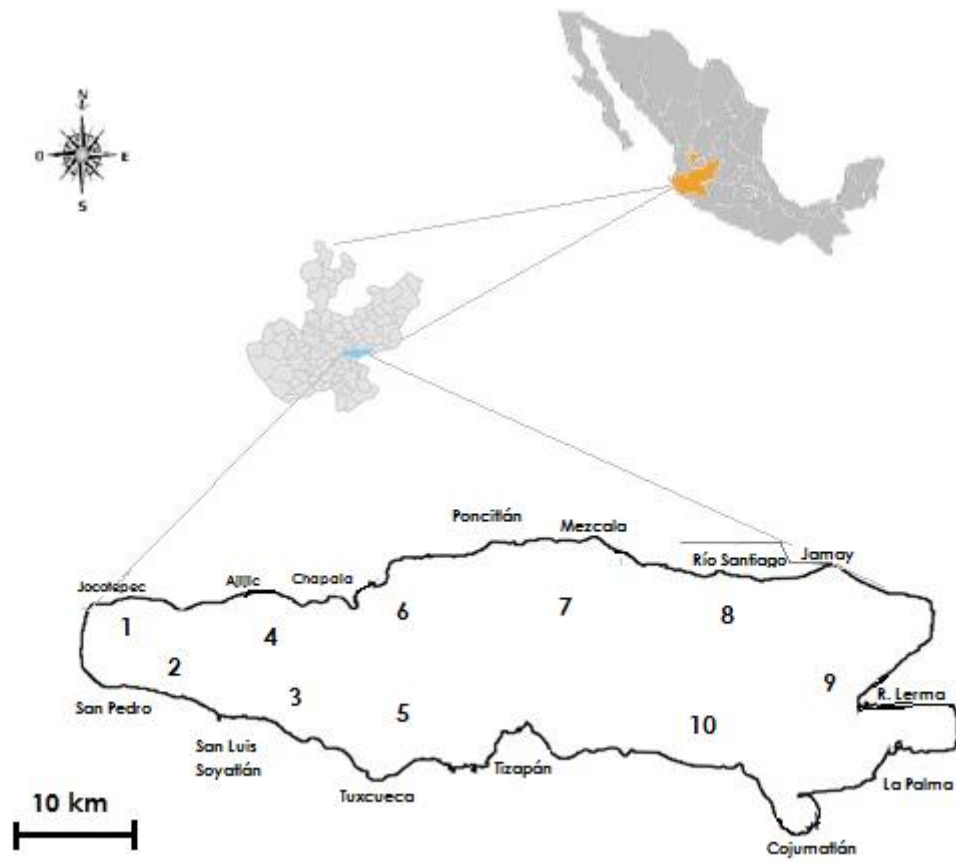 N
O
E
S
Poncitlán
Mezcala
Río Santiago
Jamay
Jocotepec
Ajijic
Chapala
1
2
3
4
5
6
7
8
9
10
R. Lerma
San Pedro
San Luis
Soyatlán
Tuxcueca
Tizapán
La Palma
Cojumatlán
10 km